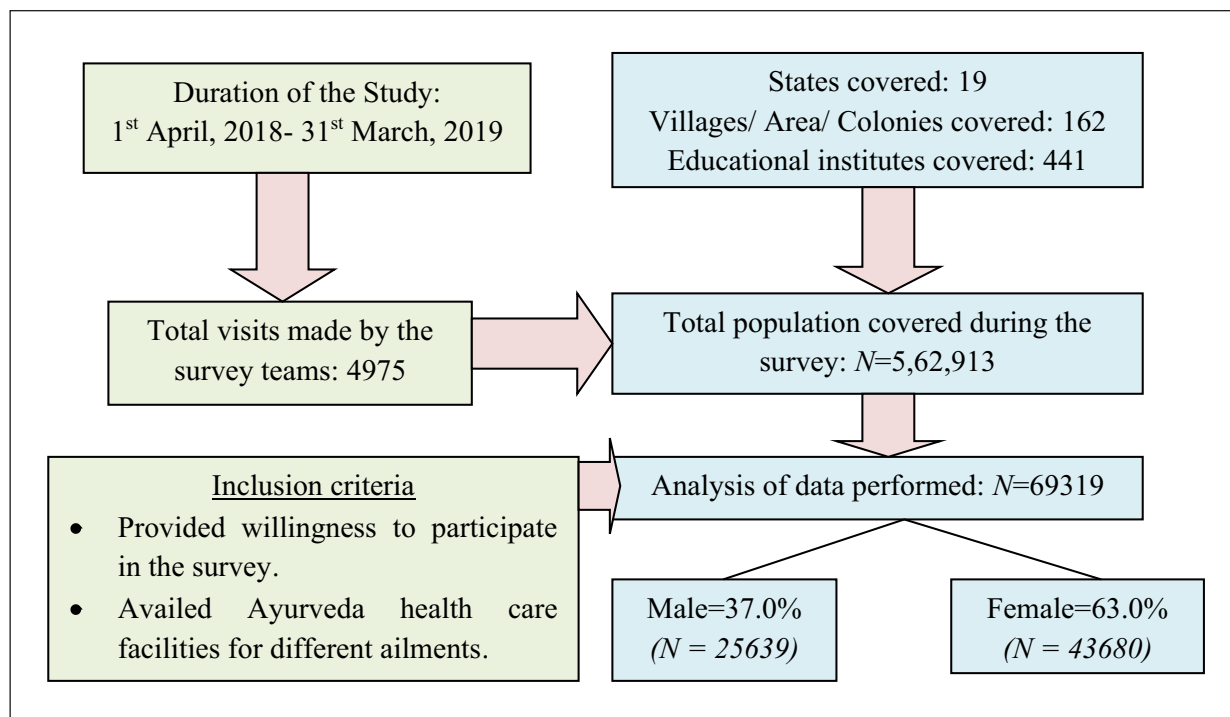 Duration of the Study:
1st April, 2018- 31st March, 2019
States covered: 19
Villages/ Area/ Colonies covered: 162
Educational institutes covered: 441
Total visits made by the
survey teams: 4975
Total population covered during the
survey: N=5,62,913
Inclusion criteria
• Provided willingness to participate
in the survey.
• Availed Ayurveda health care
facilities for different ailments.
Analysis of data performed: N=69319
Male=37.0%
(N = 25639)
Female=63.0%
(N = 43680)